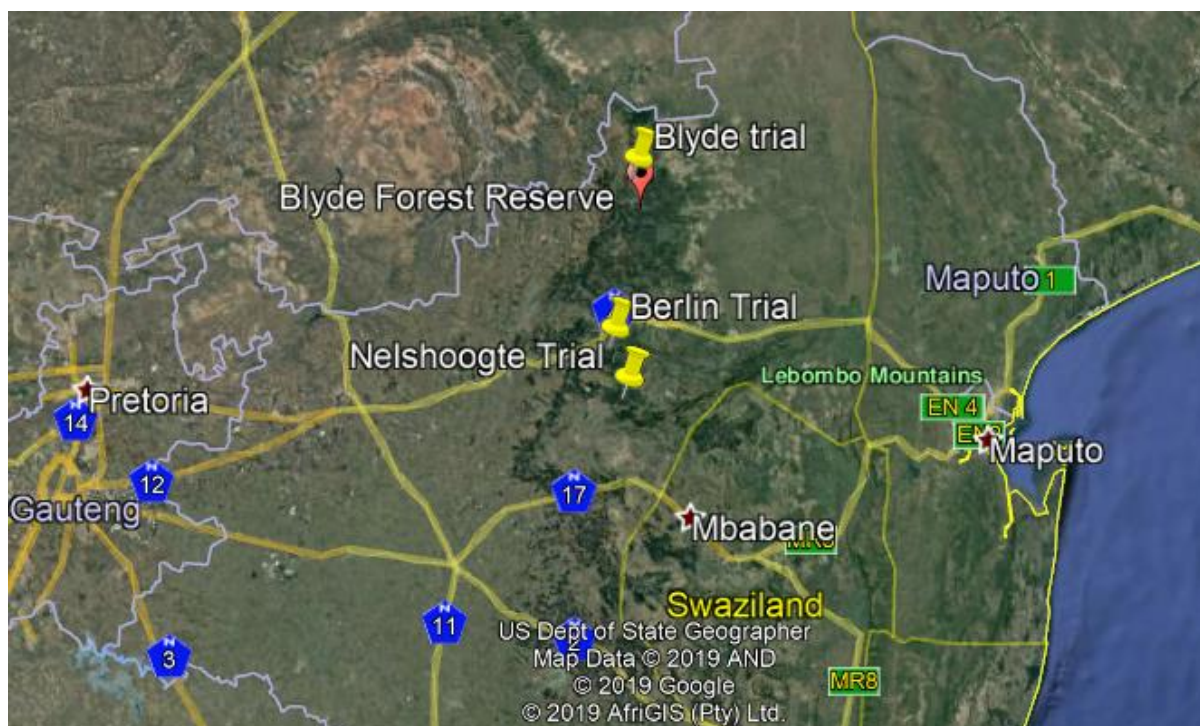 Blyde trial
Blyde Forest Reserve
Maputo 1
Berlin Trial
Nelshoogte Trial
Lebombo Mountains
Pretoria
N
14
EN 4
Maputo
N
12
Gauteng
N
17
Mbabane
Swaziland
N
11
N
3
US Dept of State Geographer
Map Data © 2019 AND
© 2019 Google
© 2019 AfriGIS (Pty) Ltd.
MR8